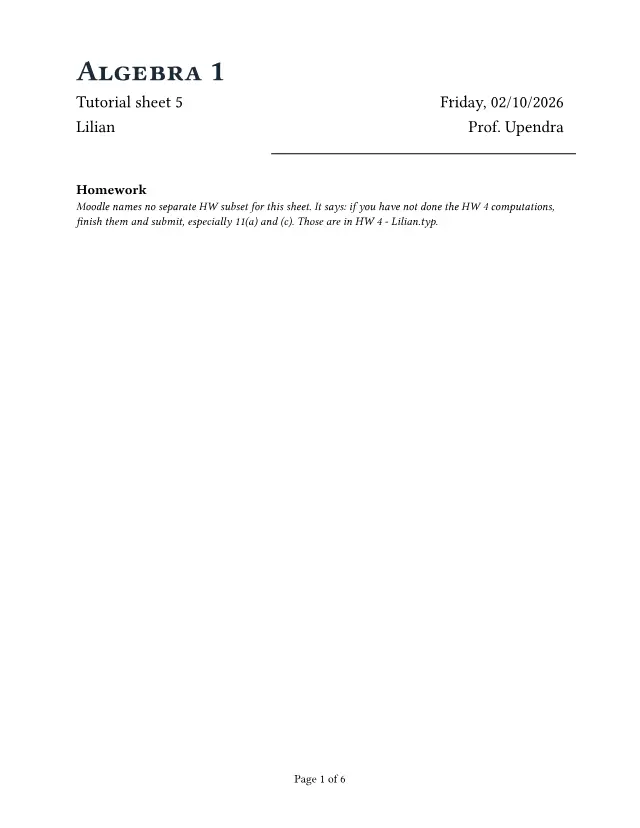 Algebra 1
Tutorial sheet 5
Friday, 02/10/2026
Lilian
Prof. Upendra
Homework
Moodle names no separate HW subset for this sheet. It says: if you have not done the HW 4 computations,
finish them and submit, especially 11(a) and (c). Those are in HW 4 - Lilian.typ.
Page 1 of 6